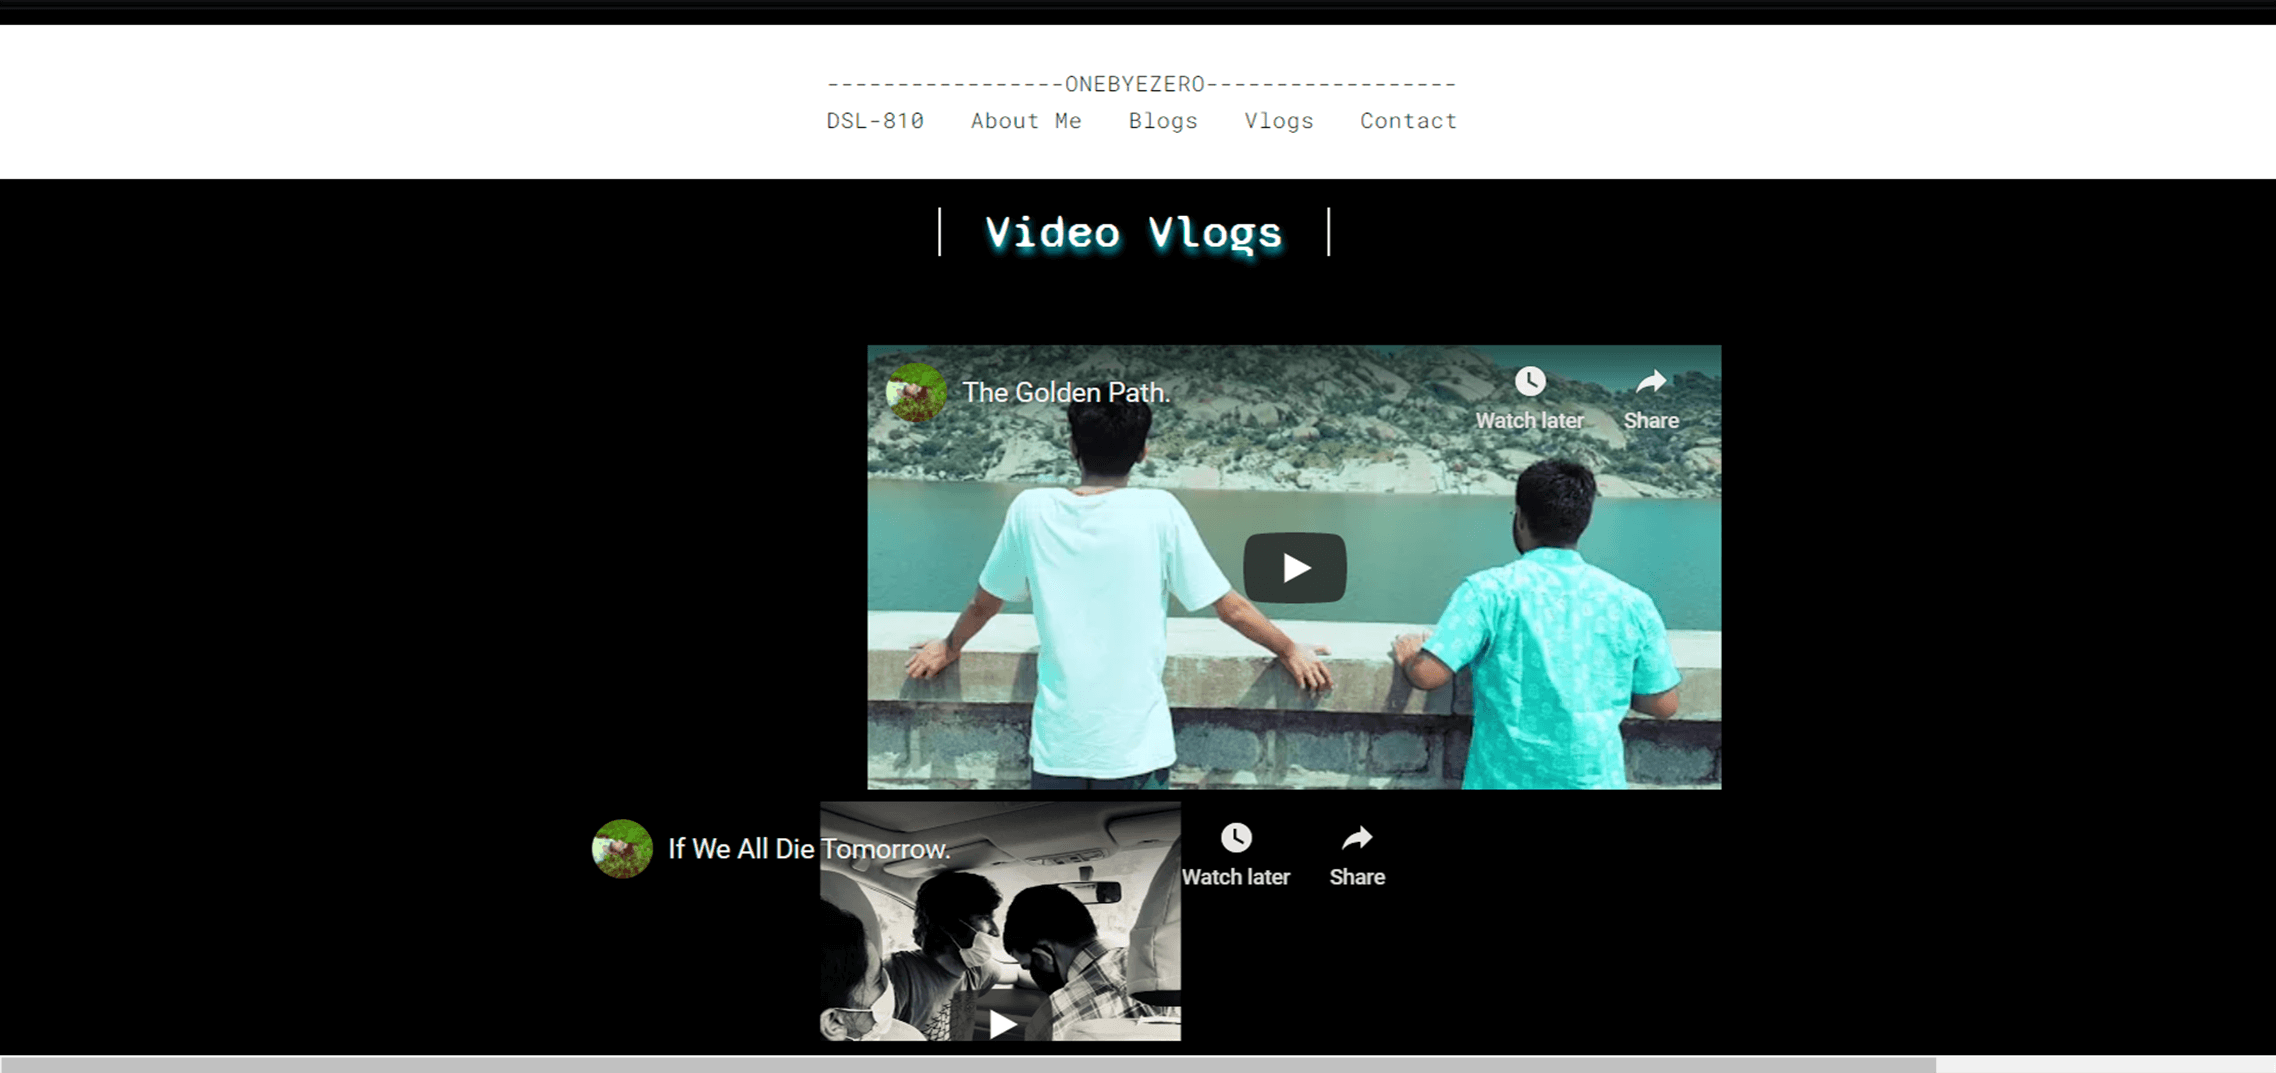 -----------------ONEBYEZERO------------------
DSL-810 About Me Blogs Vlogs Contact
| Video Vlogs |
The Golden Path.
Watch later Share
If We All Die Tomorrow.
Watch later Share